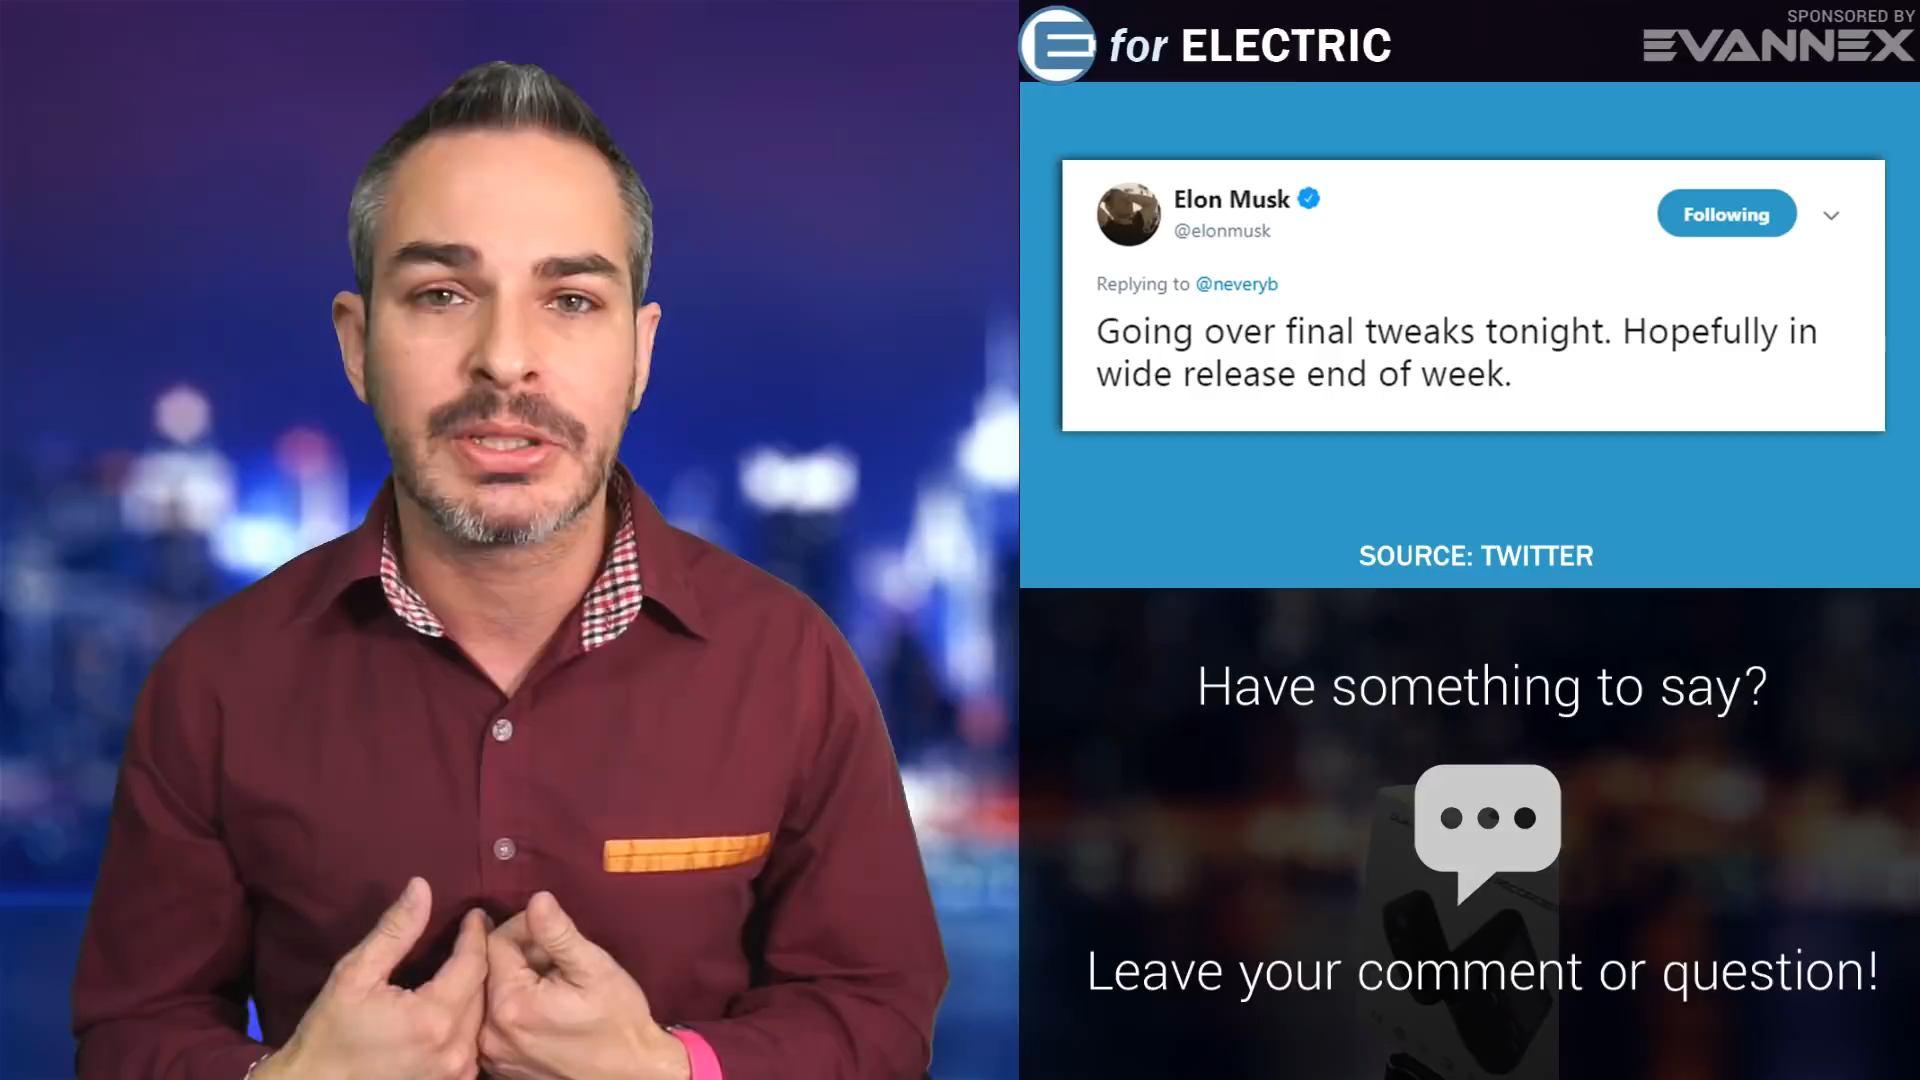 for ELECTRIC
SPONSORED BY
EVANNEX
Elon Musk
@elonmusk
Following
Replying to @neveryb
Going over final tweaks tonight. Hopefully in
wide release end of week.
SOURCE: TWITTER
Have something to say?
Leave your comment or question!